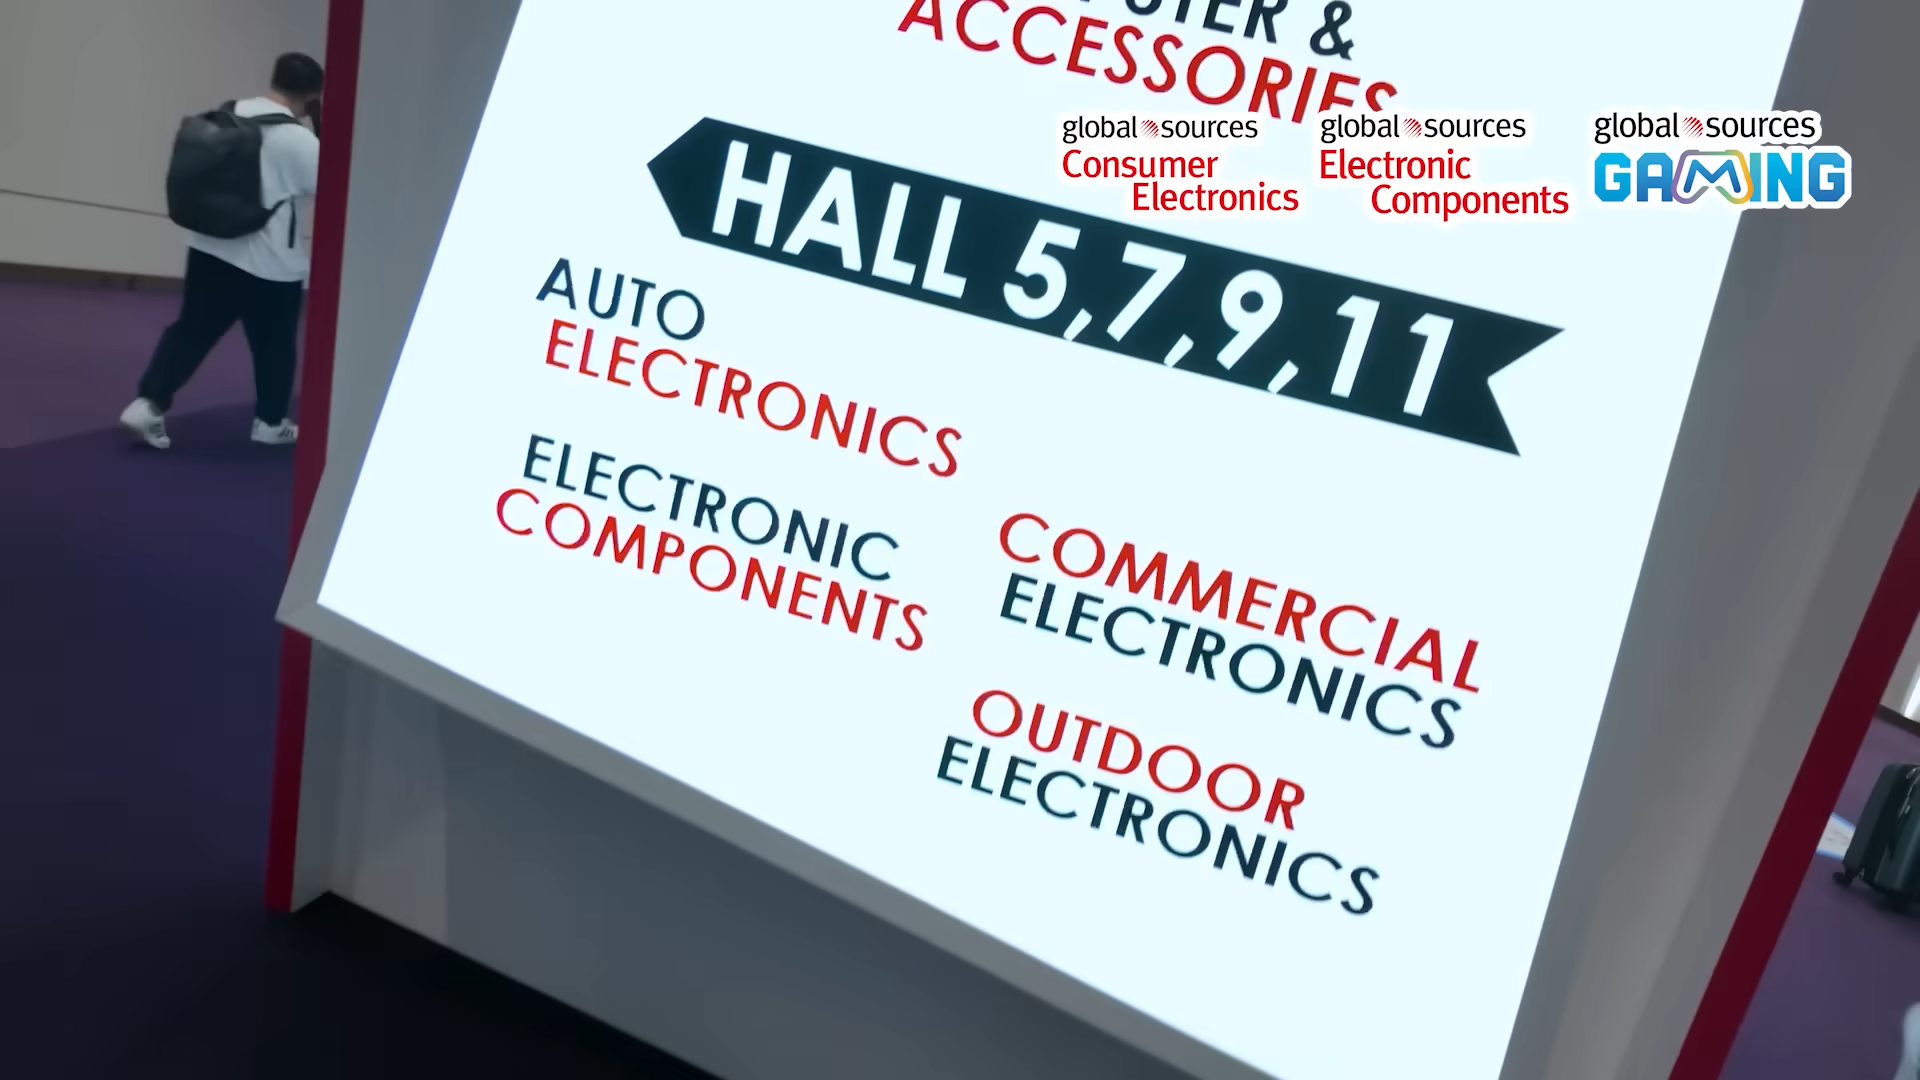 &
ACCESSORIES
global sources
Consumer
Electronics
global sources
Electronic
Components
global sources
GAMING
HALL 5,7,9,11
AUTO
ELECTRONICS
ELECTRONIC
COMPONENTS
COMMERCIAL
ELECTRONICS
OUTDOOR
ELECTRONICS